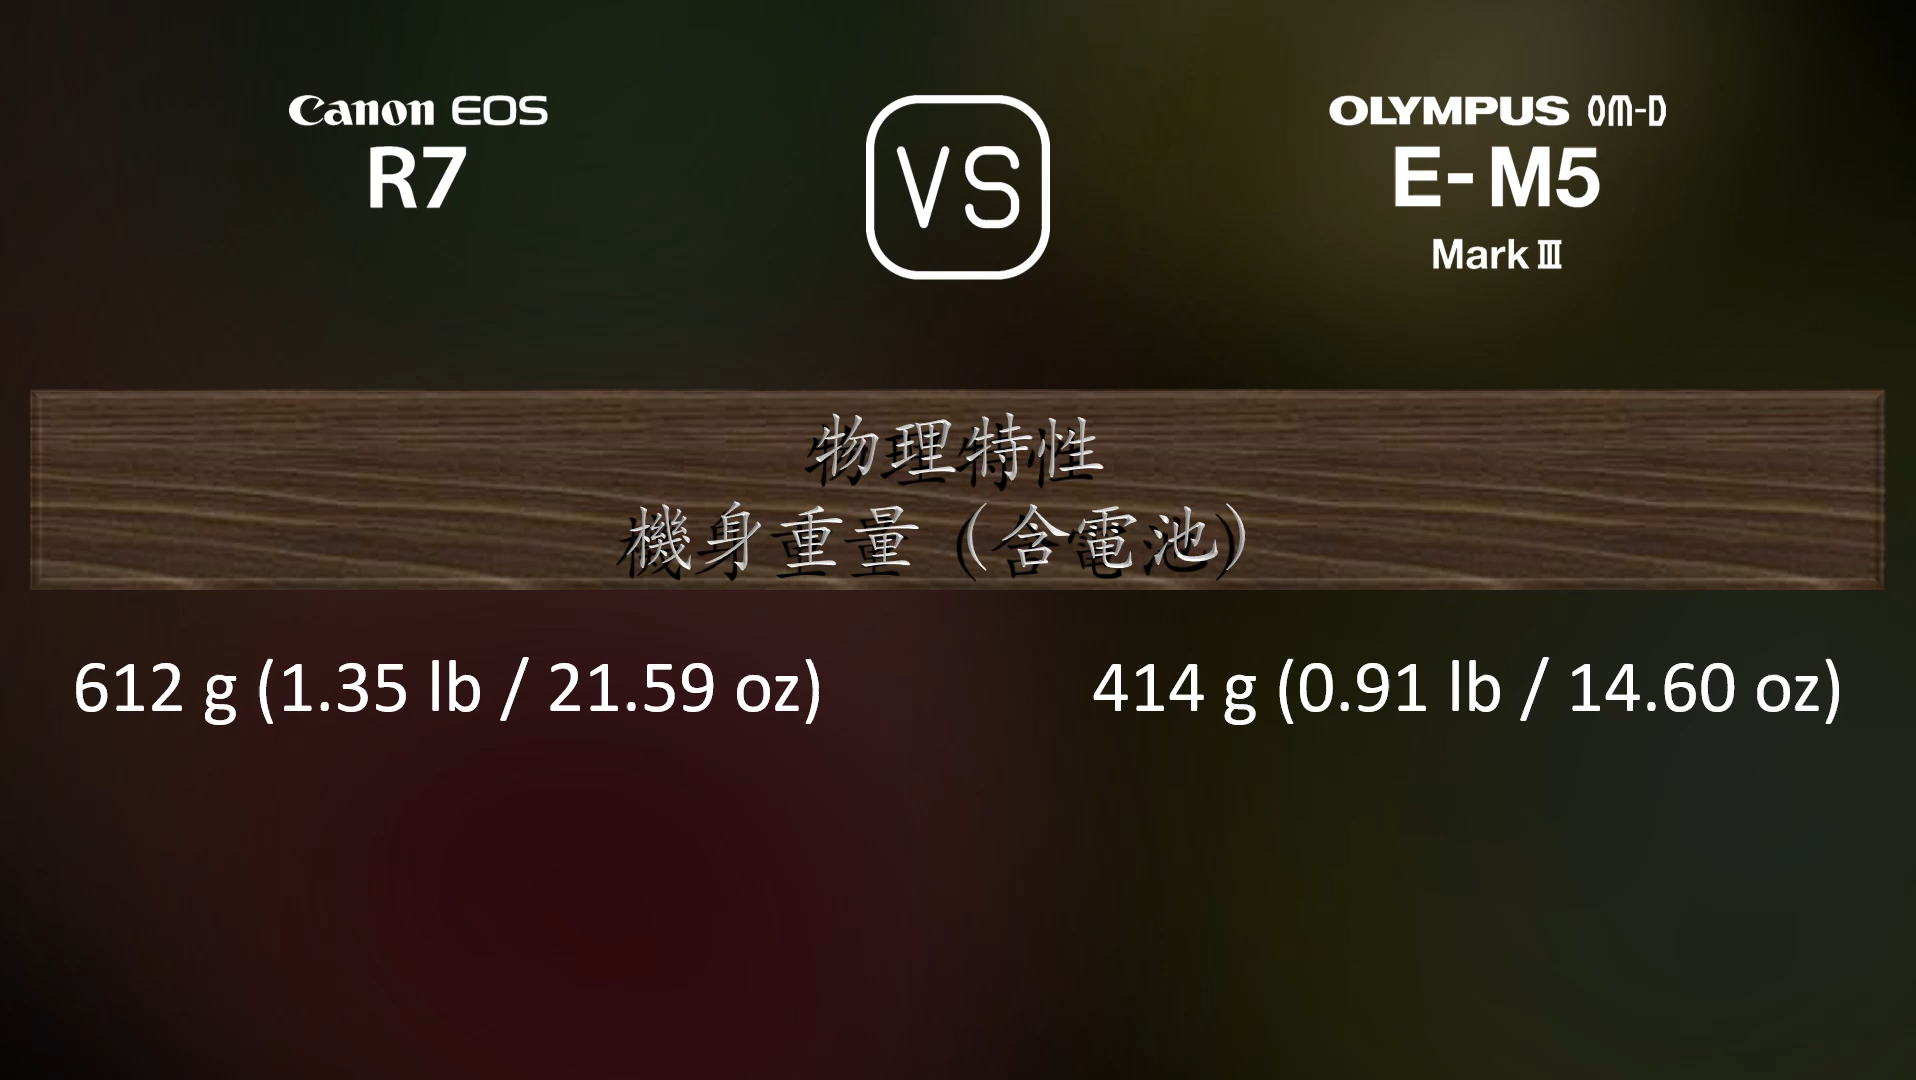 Canon EOS
R7
VS
OLYMPUS OM-D
E-M5
Mark III
物理特性
機身重量（含電池）
612 g (1.35 lb / 21.59 oz)
414 g (0.91 lb / 14.60 oz)